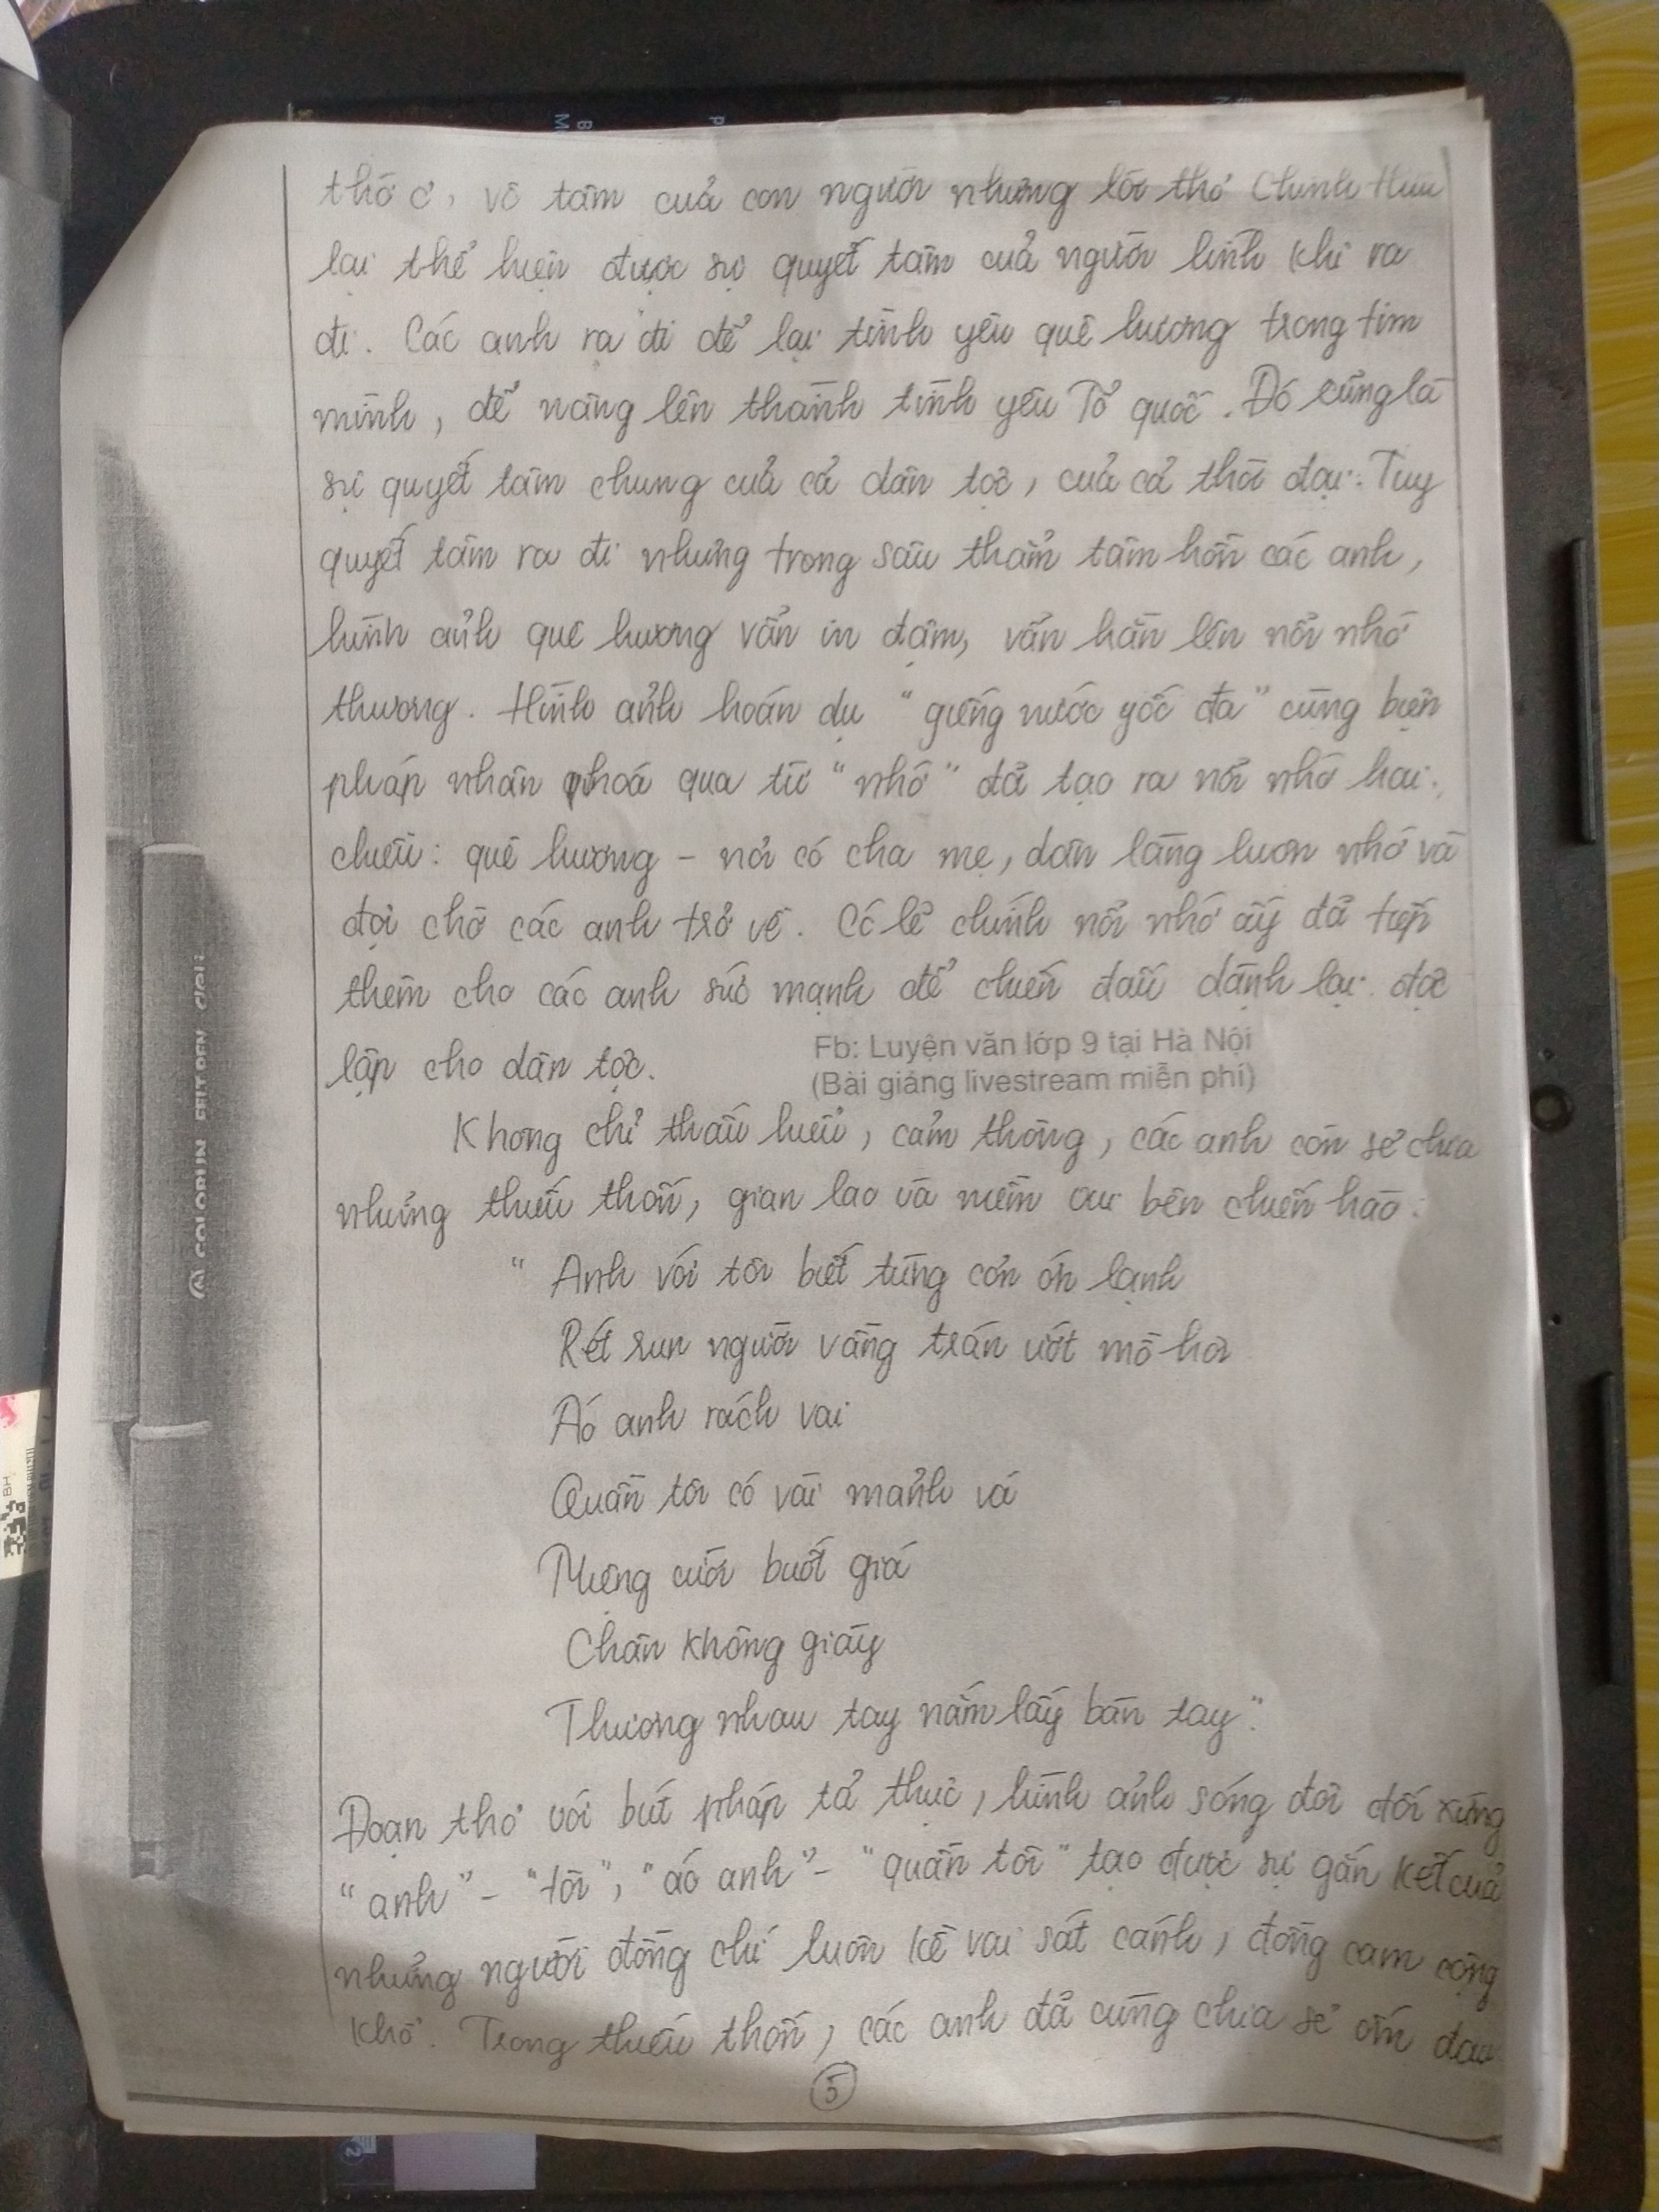 thờ ơ, vô tâm của con người nhưng lời thơ Chính Hữu
lại thể hiện được sự quyết tâm của người lính khi ra
đi. Các anh ra đi để lại tình yêu quê hương trong tim
mình, để nâng lên thành tình yêu Tổ quốc. Đó cũng là
sự quyết tâm chung của cả dân tộc, của cả thời đại. Tuy
quyết tâm ra đi nhưng trong sâu thẳm tâm hồn các anh,
hình ảnh quê hương vẫn in đậm, vẫn hằn lên nỗi nhớ
thương. Hình ảnh hoán dụ "giếng nước gốc đa" cùng biện
pháp nhân hoá qua từ "nhớ" đã tạo ra nỗi nhớ hai
chiều: quê hương - nơi có cha mẹ, dân làng luôn nhớ và
đợi chờ các anh trở về. Có lẽ chính nỗi nhớ ấy đã tiếp
thêm cho các anh sức mạnh để chiến đấu dành lại độc
lập cho dân tộc.
Fb: Luyện văn lớp 9 tại Hà Nội
(Bài giảng livestream miễn phí)
Không chỉ thấu hiểu, cảm thông, các anh còn sẻ chia
những thiếu thốn, gian lao và niềm vui bên chiến hào:
"Anh với tôi biết từng cơn ớn lạnh
Rét run người vầng trán ướt mồ hôi
Áo anh rách vai
Quần tôi có vài mảnh vá
Miệng cười buốt giá
Chân không giày
Thương nhau tay nắm lấy bàn tay".
Đoạn thơ với bút pháp tả thực, hình ảnh sóng đôi đối xứng
"anh" - "tôi", "áo anh" - "quần tôi" tạo được sự gắn kết của
những người đồng chí luôn kề vai sát cánh, đồng cam cộng
khổ. Trong thiếu thốn, các anh đã cùng chia sẻ ốm đau
5